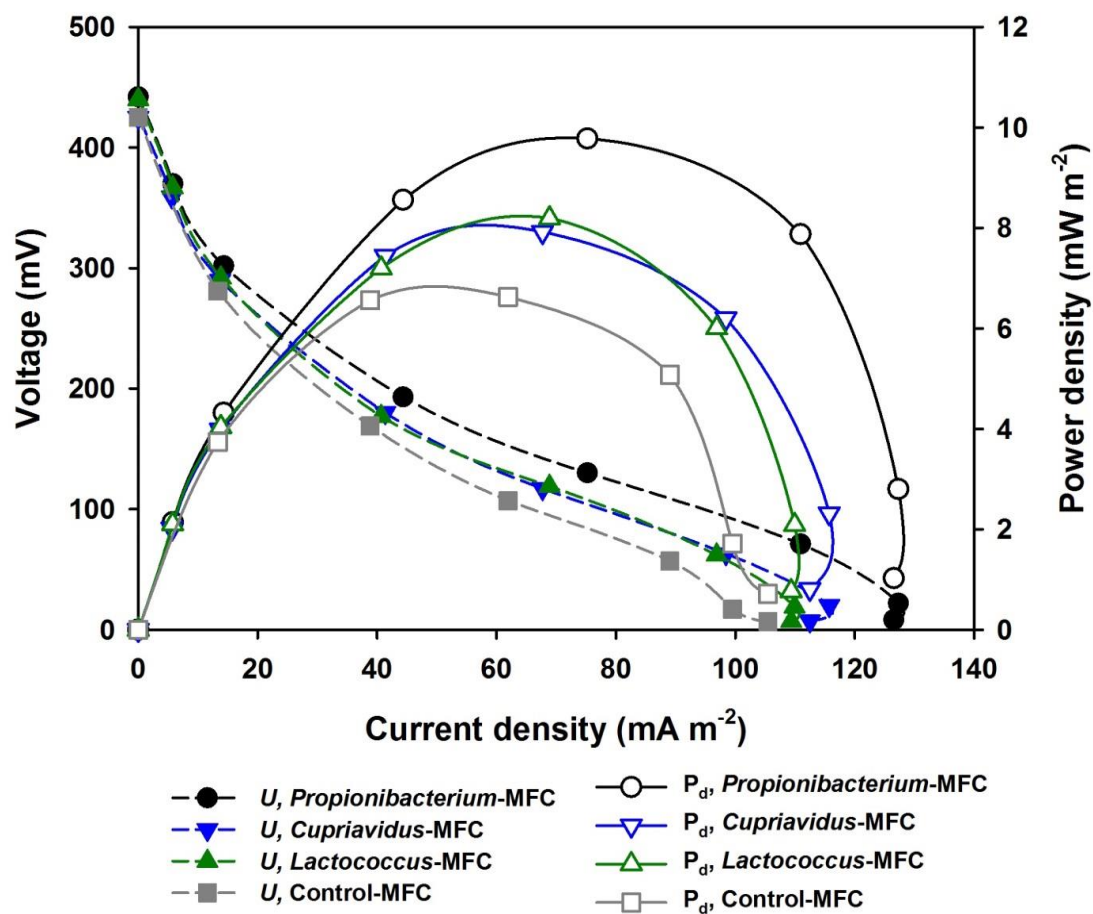 500
400
300
200
100
0
Voltage (mV)
12
10
8
6
4
2
0
Power density (mW m⁻²)
0 20 40 60 80 100 120 140
Current density (mA m⁻²)
U, Propionibacterium-MFC
U, Cupriavidus-MFC
U, Lactococcus-MFC
U, Control-MFC
Pd, Propionibacterium-MFC
Pd, Cupriavidus-MFC
Pd, Lactococcus-MFC
Pd, Control-MFC